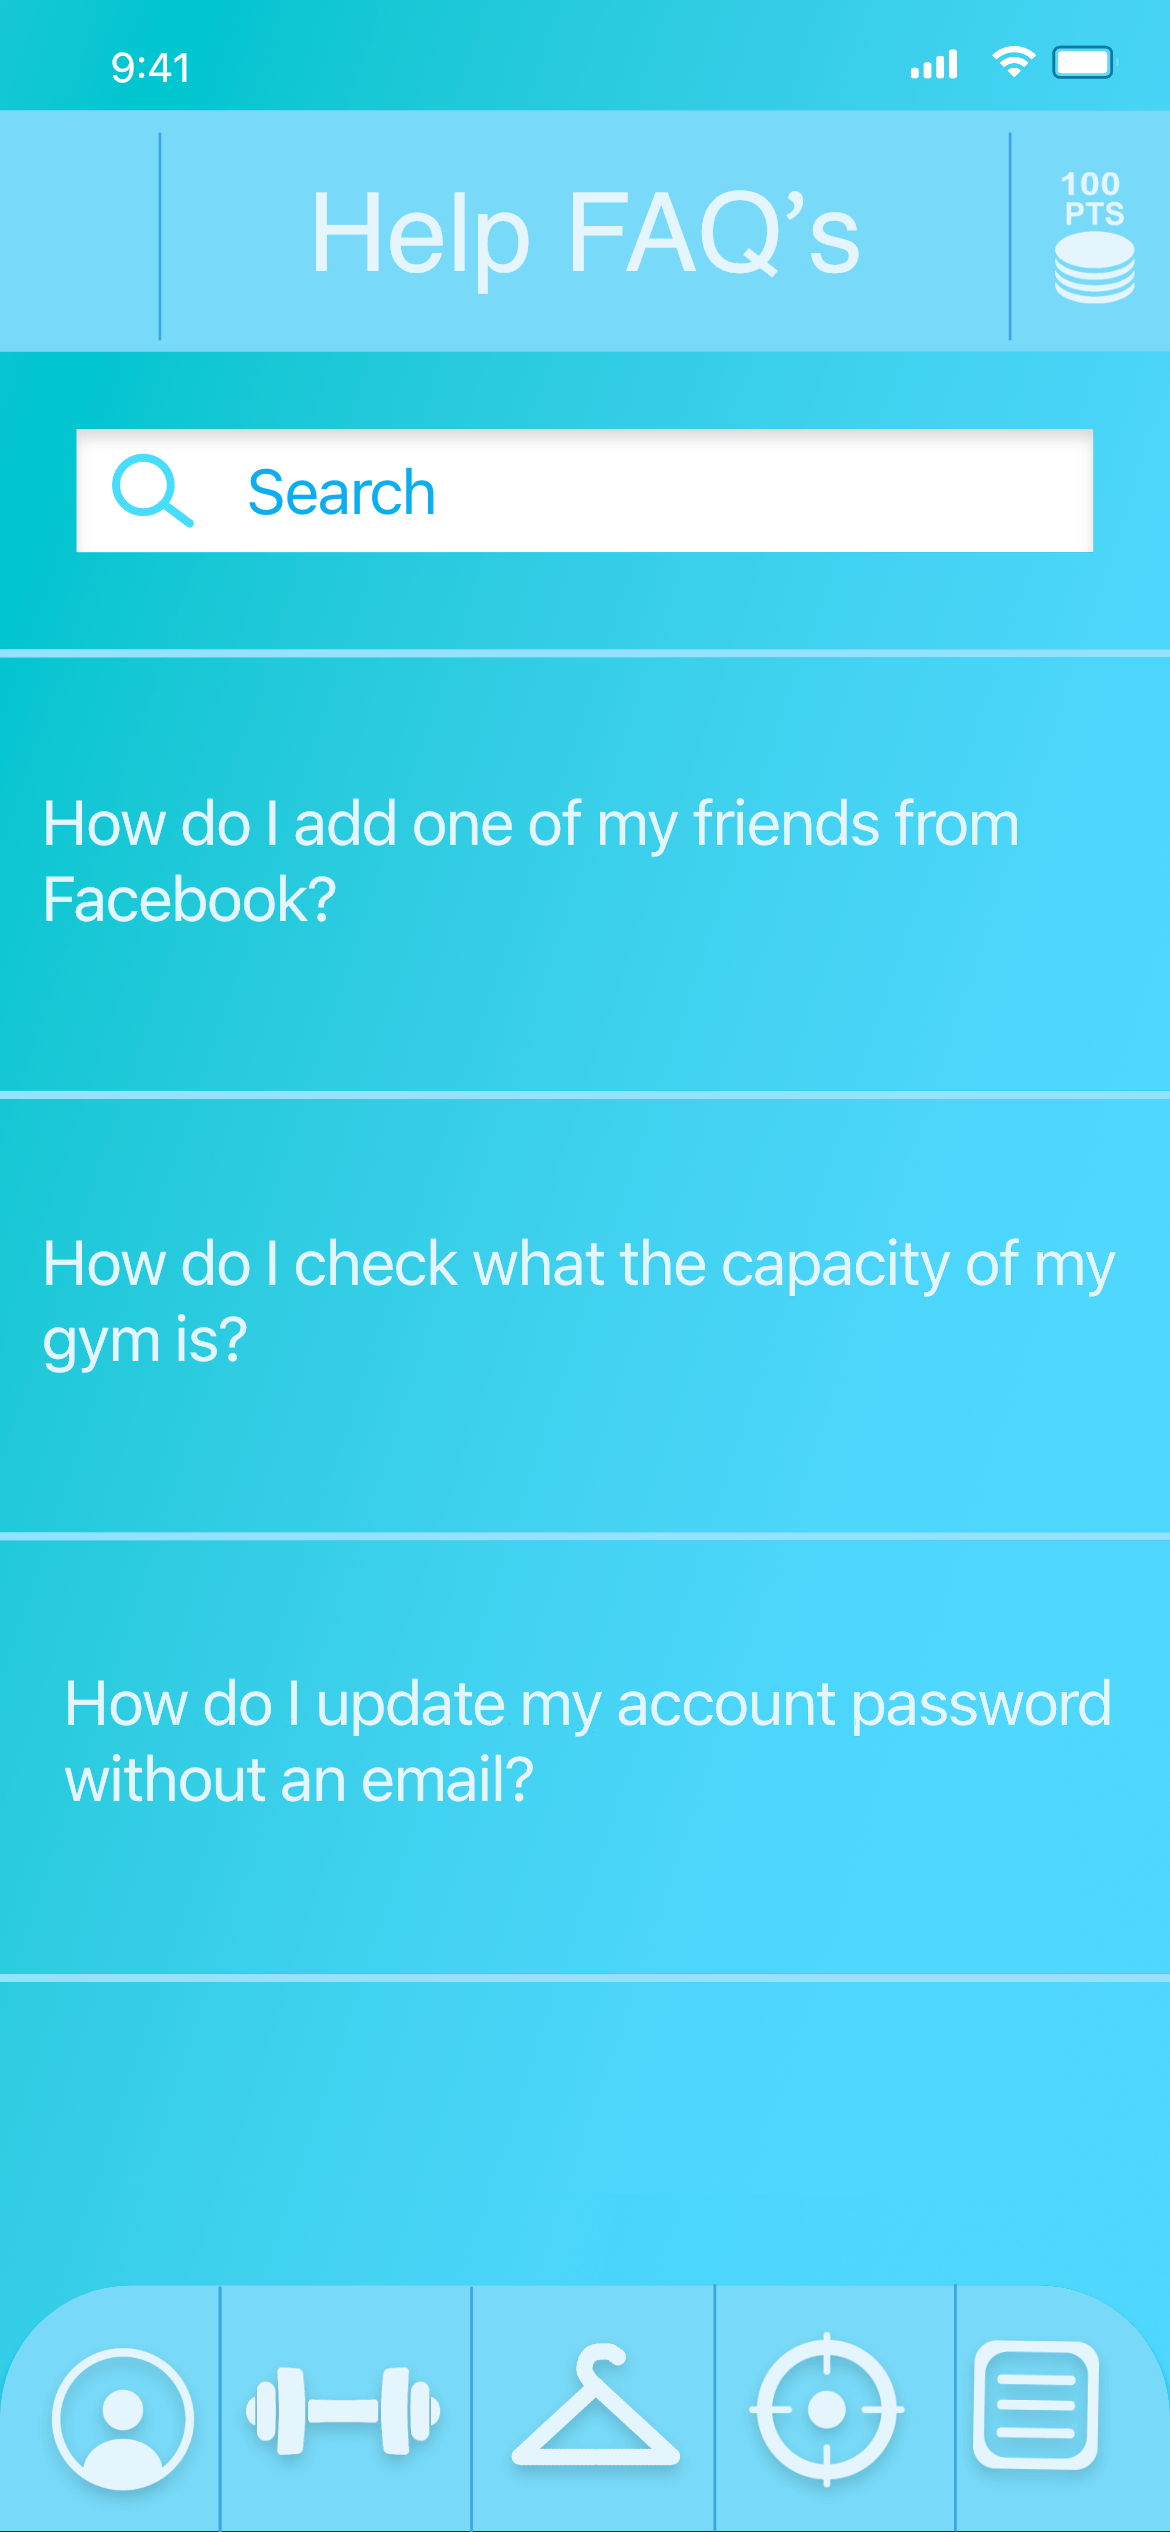 9:41
Help FAQ’s
100
PTS
Search
How do I add one of my friends from
Facebook?
How do I check what the capacity of my
gym is?
How do I update my account password
without an email?